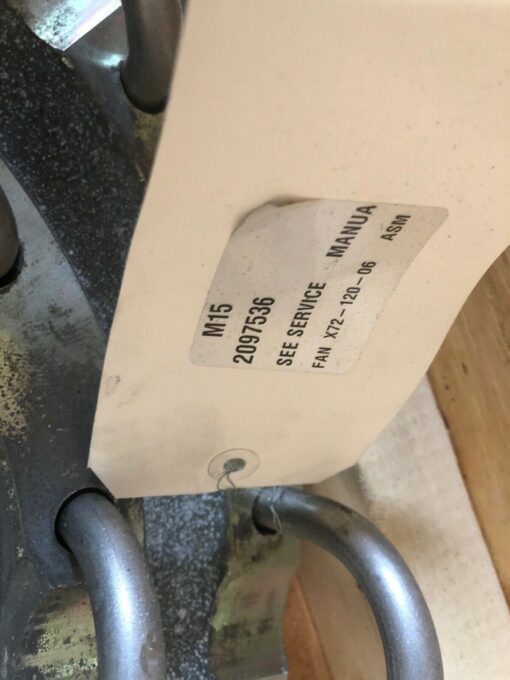 M15
2097536
SEE SERVICE MANUA
FAN X72-120-06 ASM